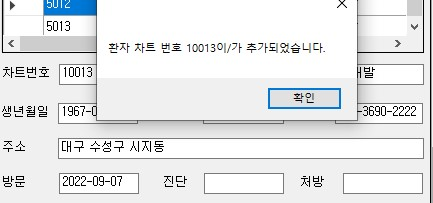 5012
5013
환자 차트 번호 10013이/가 추가되었습니다.
확인
차트번호 10013 개발
생년월일 1967-0 -3690-2222
주소 대구 수성구 시지동
방문 2022-09-07 진단 처방